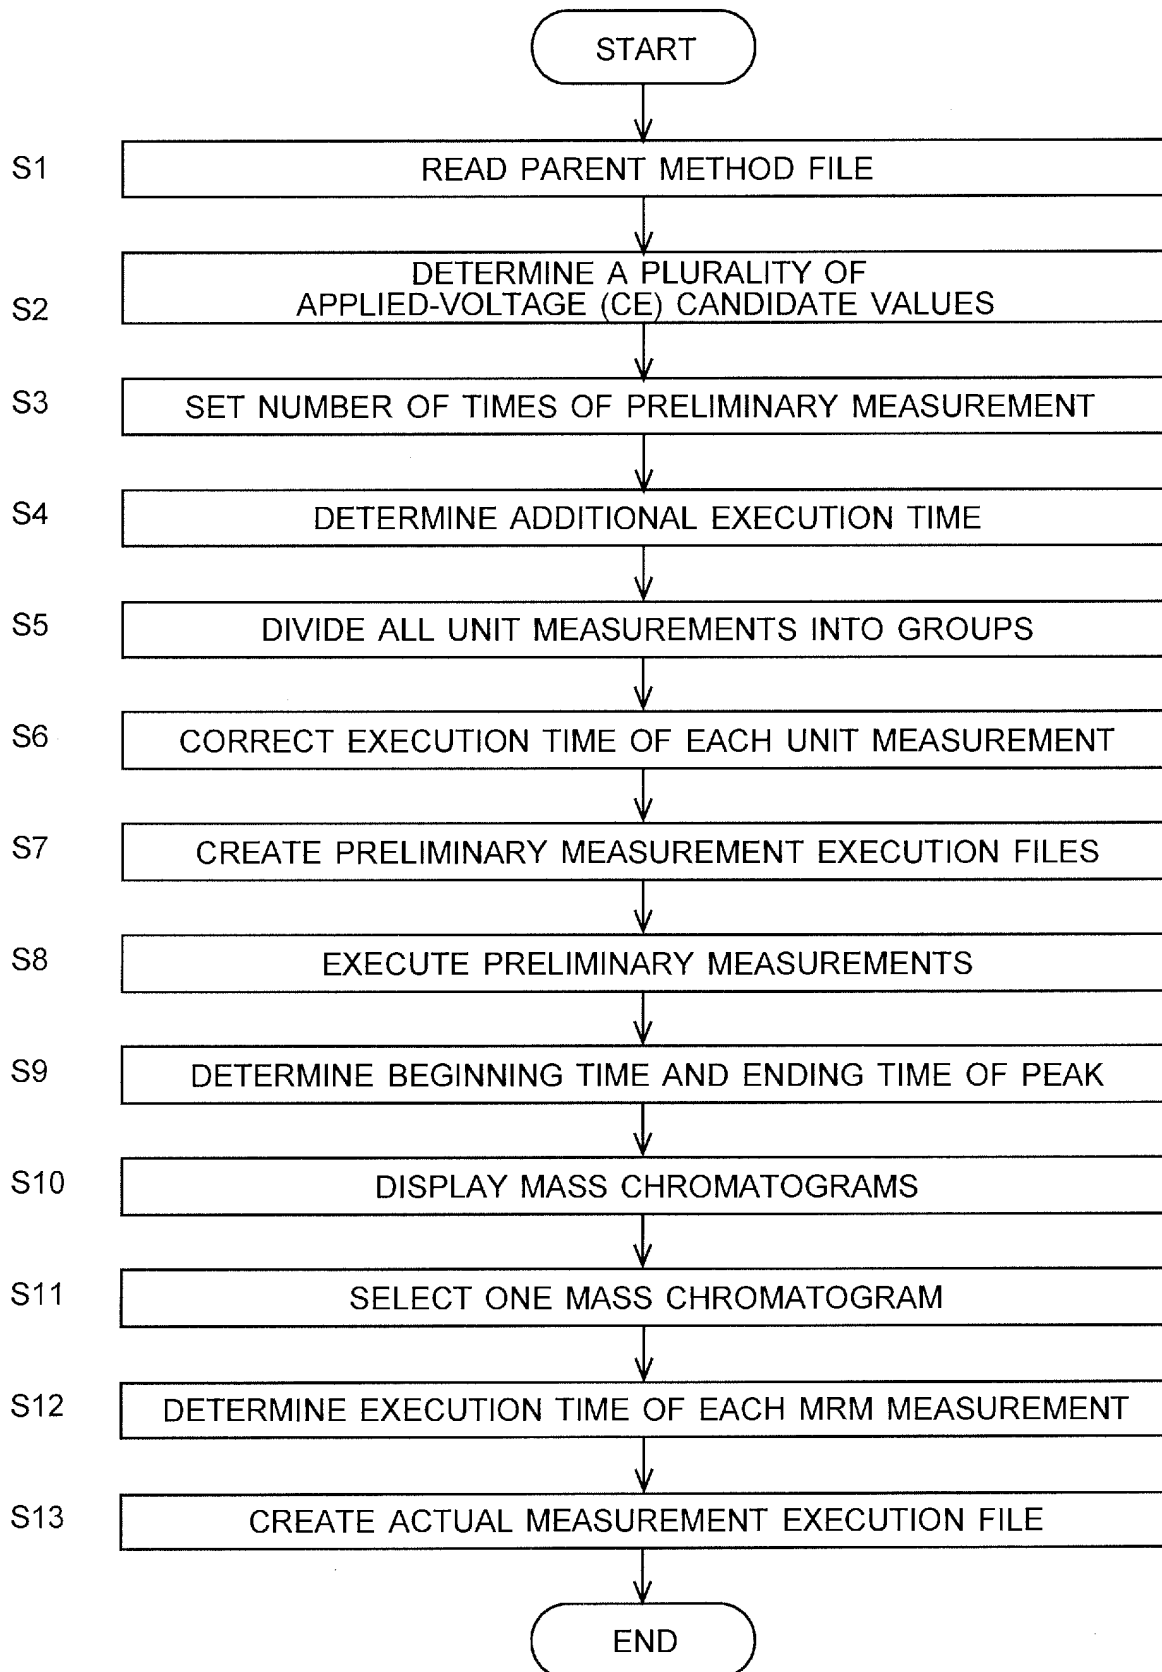 START
S1 READ PARENT METHOD FILE
DETERMINE A PLURALITY OF
S2 APPLIED-VOLTAGE (CE) CANDIDATE VALUES
S3 SET NUMBER OF TIMES OF PRELIMINARY MEASUREMENT
S4 DETERMINE ADDITIONAL EXECUTION TIME
S5 DIVIDE ALL UNIT MEASUREMENTS INTO GROUPS
S6 CORRECT EXECUTION TIME OF EACH UNIT MEASUREMENT
S7 CREATE PRELIMINARY MEASUREMENT EXECUTION FILES
S8 EXECUTE PRELIMINARY MEASUREMENTS
S9 DETERMINE BEGINNING TIME AND ENDING TIME OF PEAK
S10 DISPLAY MASS CHROMATOGRAMS
S11 SELECT ONE MASS CHROMATOGRAM
S12 DETERMINE EXECUTION TIME OF EACH MRM MEASUREMENT
S13 CREATE ACTUAL MEASUREMENT EXECUTION FILE
END